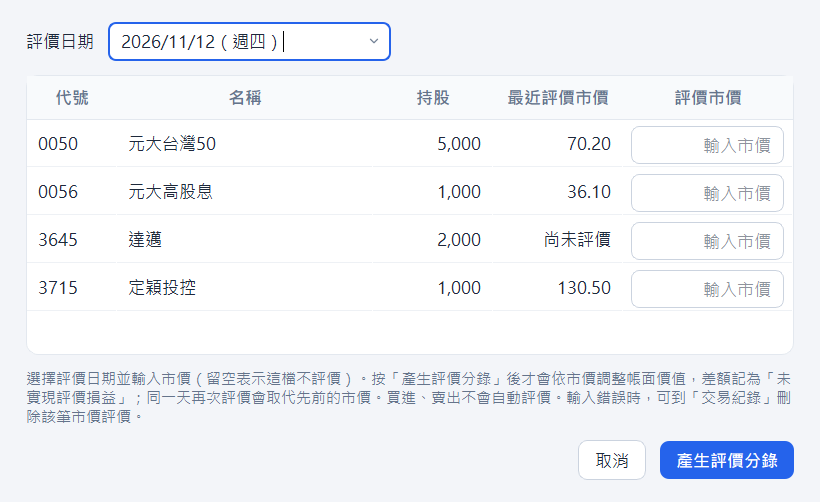 評價日期 2026/11/12 ( 週四 )
代號 名稱 持股 最近評價市價 評價市價
0050 元大台灣50 5,000 70.20 輸入市價
0056 元大高股息 1,000 36.10 輸入市價
3645 達邁 2,000 尚未評價 輸入市價
3715 定穎投控 1,000 130.50 輸入市價
選擇評價日期並輸入市價 ( 留空表示這檔不評價 ) 。按「產生評價分錄」後才會依市價調整帳面價值，差額記為「未
實現評價損益」；同一天再次評價會取代先前的市價。買進、賣出不會自動評價。輸入錯誤時，可到「交易紀錄」刪
除該筆市價評價。
取消 產生評價分錄